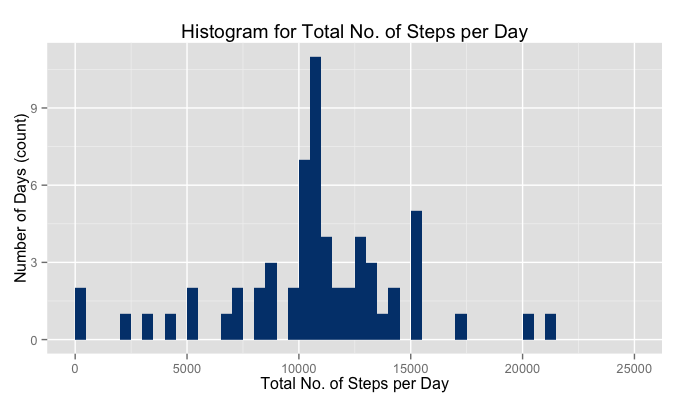 Histogram for Total No. of Steps per Day
Number of Days (count)
9
6
3
0
0 5000 10000 15000 20000 25000
Total No. of Steps per Day